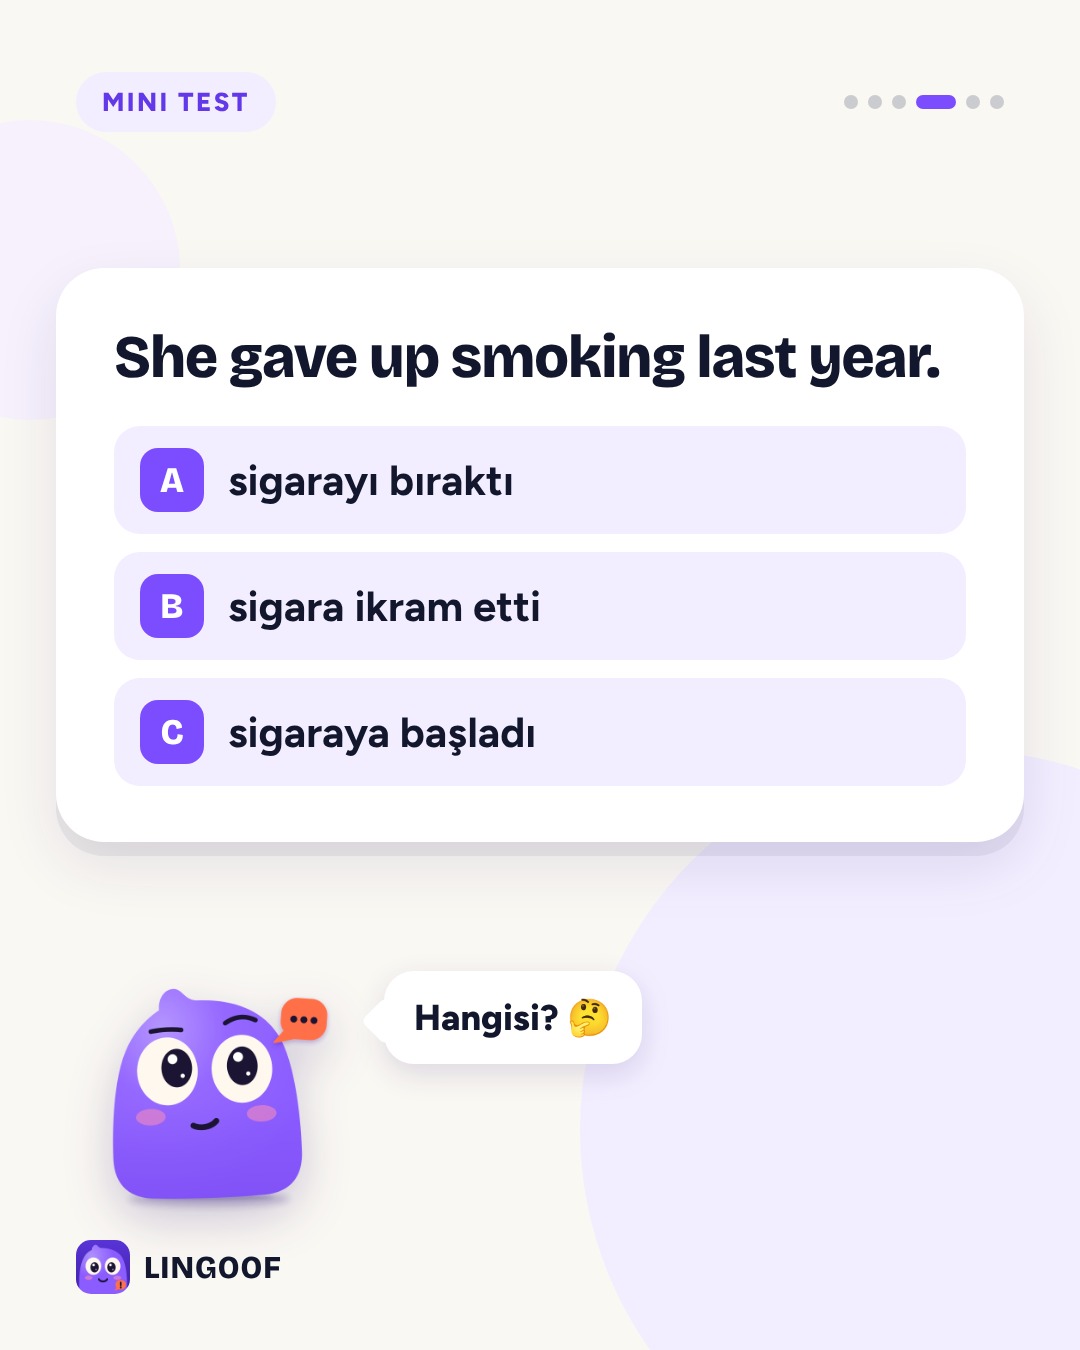 MINI TEST
She gave up smoking last year.
A sigarayı bıraktı
B sigara ikram etti
C sigaraya başladı
Hangisi? 🤔
LINGOOF